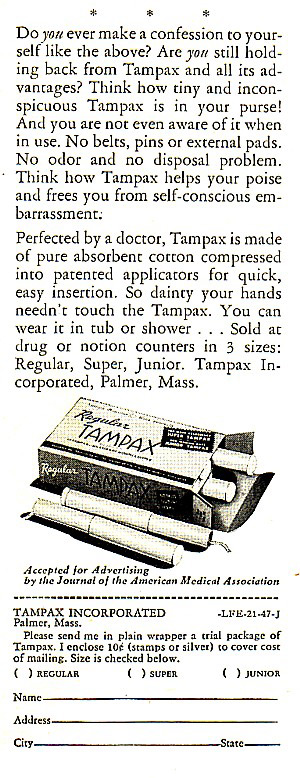 * * *
Do you ever make a confession to your-
self like the above? Are you still hold-
ing back from Tampax and all its ad-
vantages? Think how tiny and incon-
spicuous Tampax is in your purse!
And you are not even aware of it when
in use. No belts, pins or external pads.
No odor and no disposal problem.
Think how Tampax helps your poise
and frees you from self-conscious em-
barrassment.
Perfected by a doctor, Tampax is made
of pure absorbent cotton compressed
into patented applicators for quick,
easy insertion. So dainty your hands
needn't touch the Tampax. You can
wear it in tub or shower . . . Sold at
drug or notion counters in 3 sizes:
Regular, Super, Junior. Tampax In-
corporated, Palmer, Mass.
Regular
TAMPAX
SUPER TAMPAX
JUNIOR TAMPAX
Regular
TAMPAX
Accepted for Advertising
by the Journal of the American Medical Association
TAMPAX INCORPORATED -LFE-21-47-J
Palmer, Mass.
Please send me in plain wrapper a trial package of
Tampax. I enclose 10¢ (stamps or silver) to cover cost
of mailing. Size is checked below.
( ) REGULAR ( ) SUPER ( ) JUNIOR
Name
Address
City State